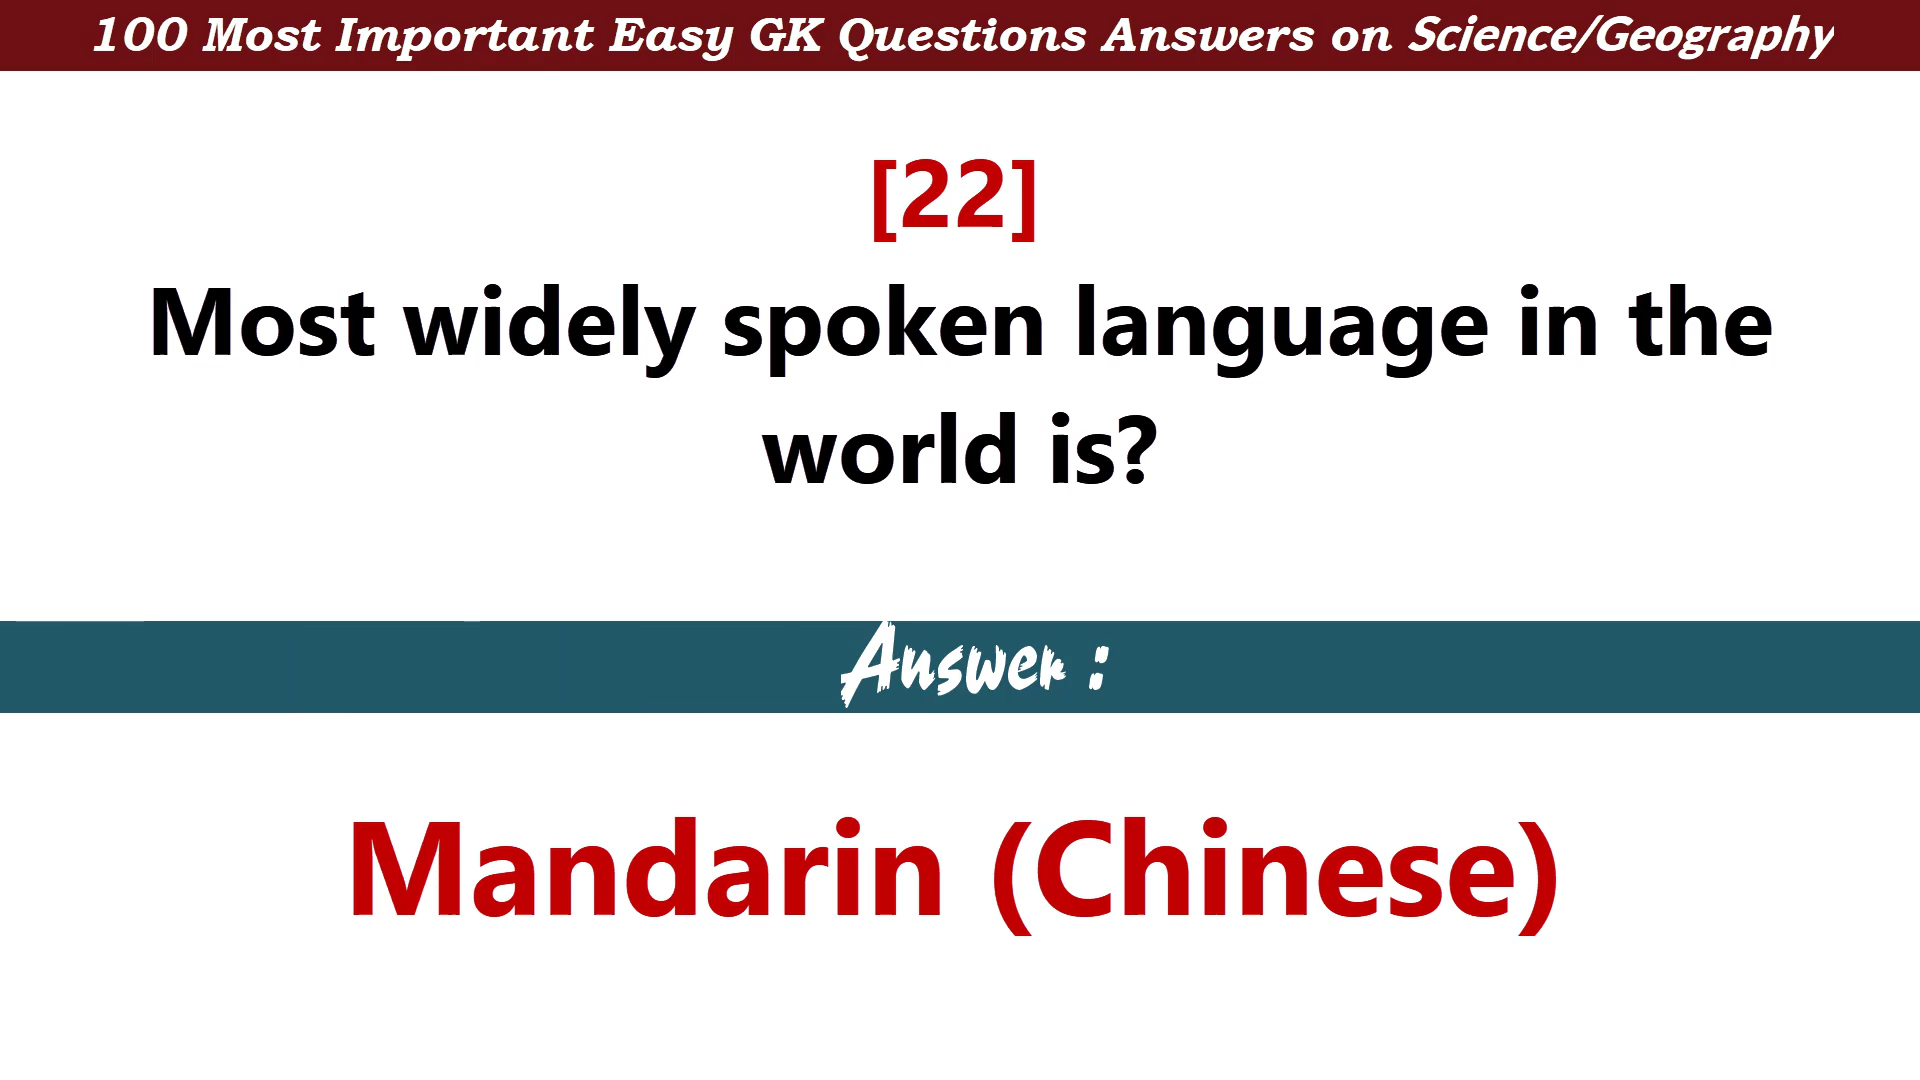 100 Most Important Easy GK Questions Answers on Science/Geography
[22]
Most widely spoken language in the
world is?
Answer :
Mandarin (Chinese)